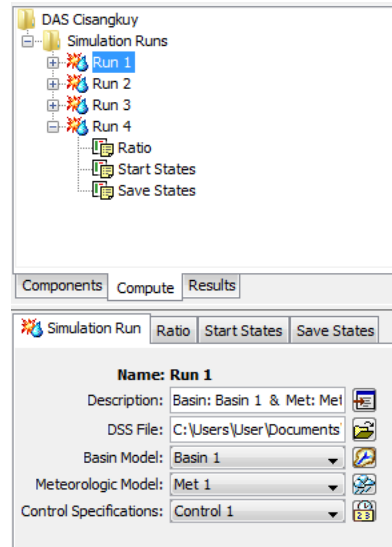 DAS Cisangkuy
Simulation Runs
Run 1
Run 2
Run 3
Run 4
Ratio
Start States
Save States
Components Compute Results
Simulation Run Ratio Start States Save States
Name: Run 1
Description: Basin: Basin 1 & Met: Met
DSS File: C:\Users\User\Documents
Basin Model: Basin 1
Meteorologic Model: Met 1
Control Specifications: Control 1